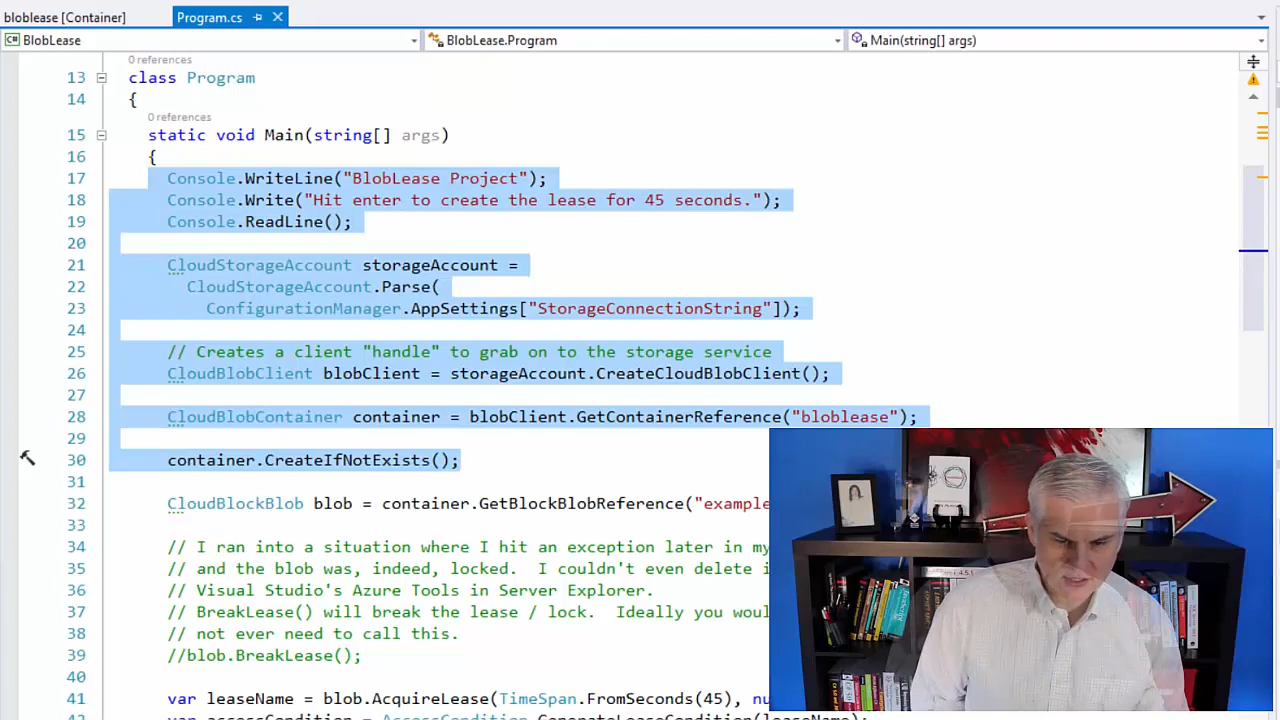 bloblease [Container]
Program.cs
BlobLease
BlobLease.Program
Main(string[] args)
0 references
13 class Program
14 {
0 references
15 static void Main(string[] args)
16 {
17 Console.WriteLine("BlobLease Project");
18 Console.Write("Hit enter to create the lease for 45 seconds.");
19 Console.ReadLine();
20
21 CloudStorageAccount storageAccount =
22 CloudStorageAccount.Parse(
23 ConfigurationManager.AppSettings["StorageConnectionString"]);
24
25 // Creates a client "handle" to grab on to the storage service
26 CloudBlobClient blobClient = storageAccount.CreateCloudBlobClient();
27
28 CloudBlobContainer container = blobClient.GetContainerReference("bloblease");
29
30 container.CreateIfNotExists();
31
32 CloudBlockBlob blob = container.GetBlockBlobReference("example
33
34 // I ran into a situation where I hit an exception later in my
35 // and the blob was, indeed, locked. I couldn't even delete i
36 // Visual Studio's Azure Tools in Server Explorer.
37 // BreakLease() will break the lease / lock. Ideally you wou
38 // not ever need to call this.
39 //blob.BreakLease();
40
41 var leaseName = blob.AcquireLease(TimeSpan.FromSeconds(45), nu
42 var accessCondition = AccessCondition.GenerateLeaseCondition(leaseName);